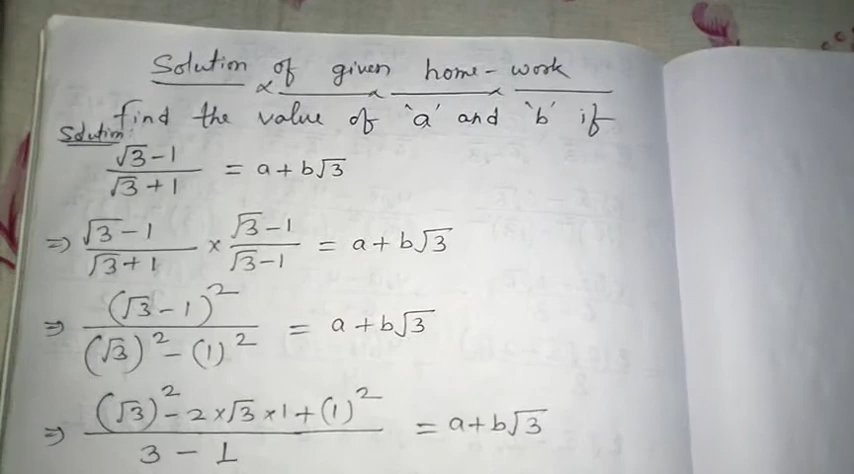 Solution of given home-work
find the value of 'a' and 'b' if
Solution:
(√3-1)/(√3+1) = a+b√3
⇒ (√3-1)/(√3+1) × (√3-1)/(√3-1) = a+b√3
⇒ (√3-1)²/((√3)²-(1)²) = a+b√3
⇒ ((√3)²-2×√3×1+(1)²)/(3-1) = a+b√3